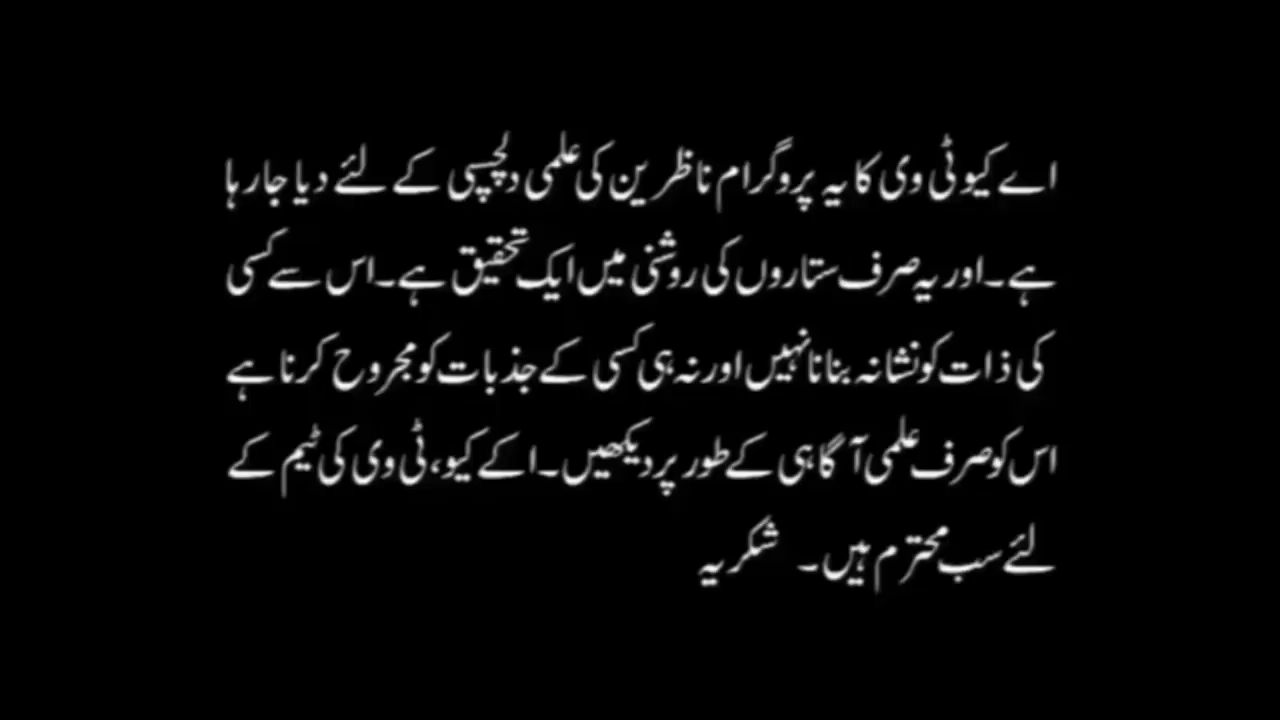 اے کیو ٹی وی کا یہ پروگرام ناظرین کی علمی دلچسپی کے لئے دیا جا رہا
ہے۔ اور یہ صرف ستاروں کی روشنی میں ایک تحقیق ہے۔ اس سے کسی
کی ذات کو نشانہ بنانا نہیں اور نہ ہی کسی کے جذبات کو مجروح کرنا ہے
اس کو صرف علمی آگاہی کے طور پر دیکھیں۔ اکے کیو، ٹی وی کی ٹیم کے
لئے سب محترم ہیں۔ شکریہ